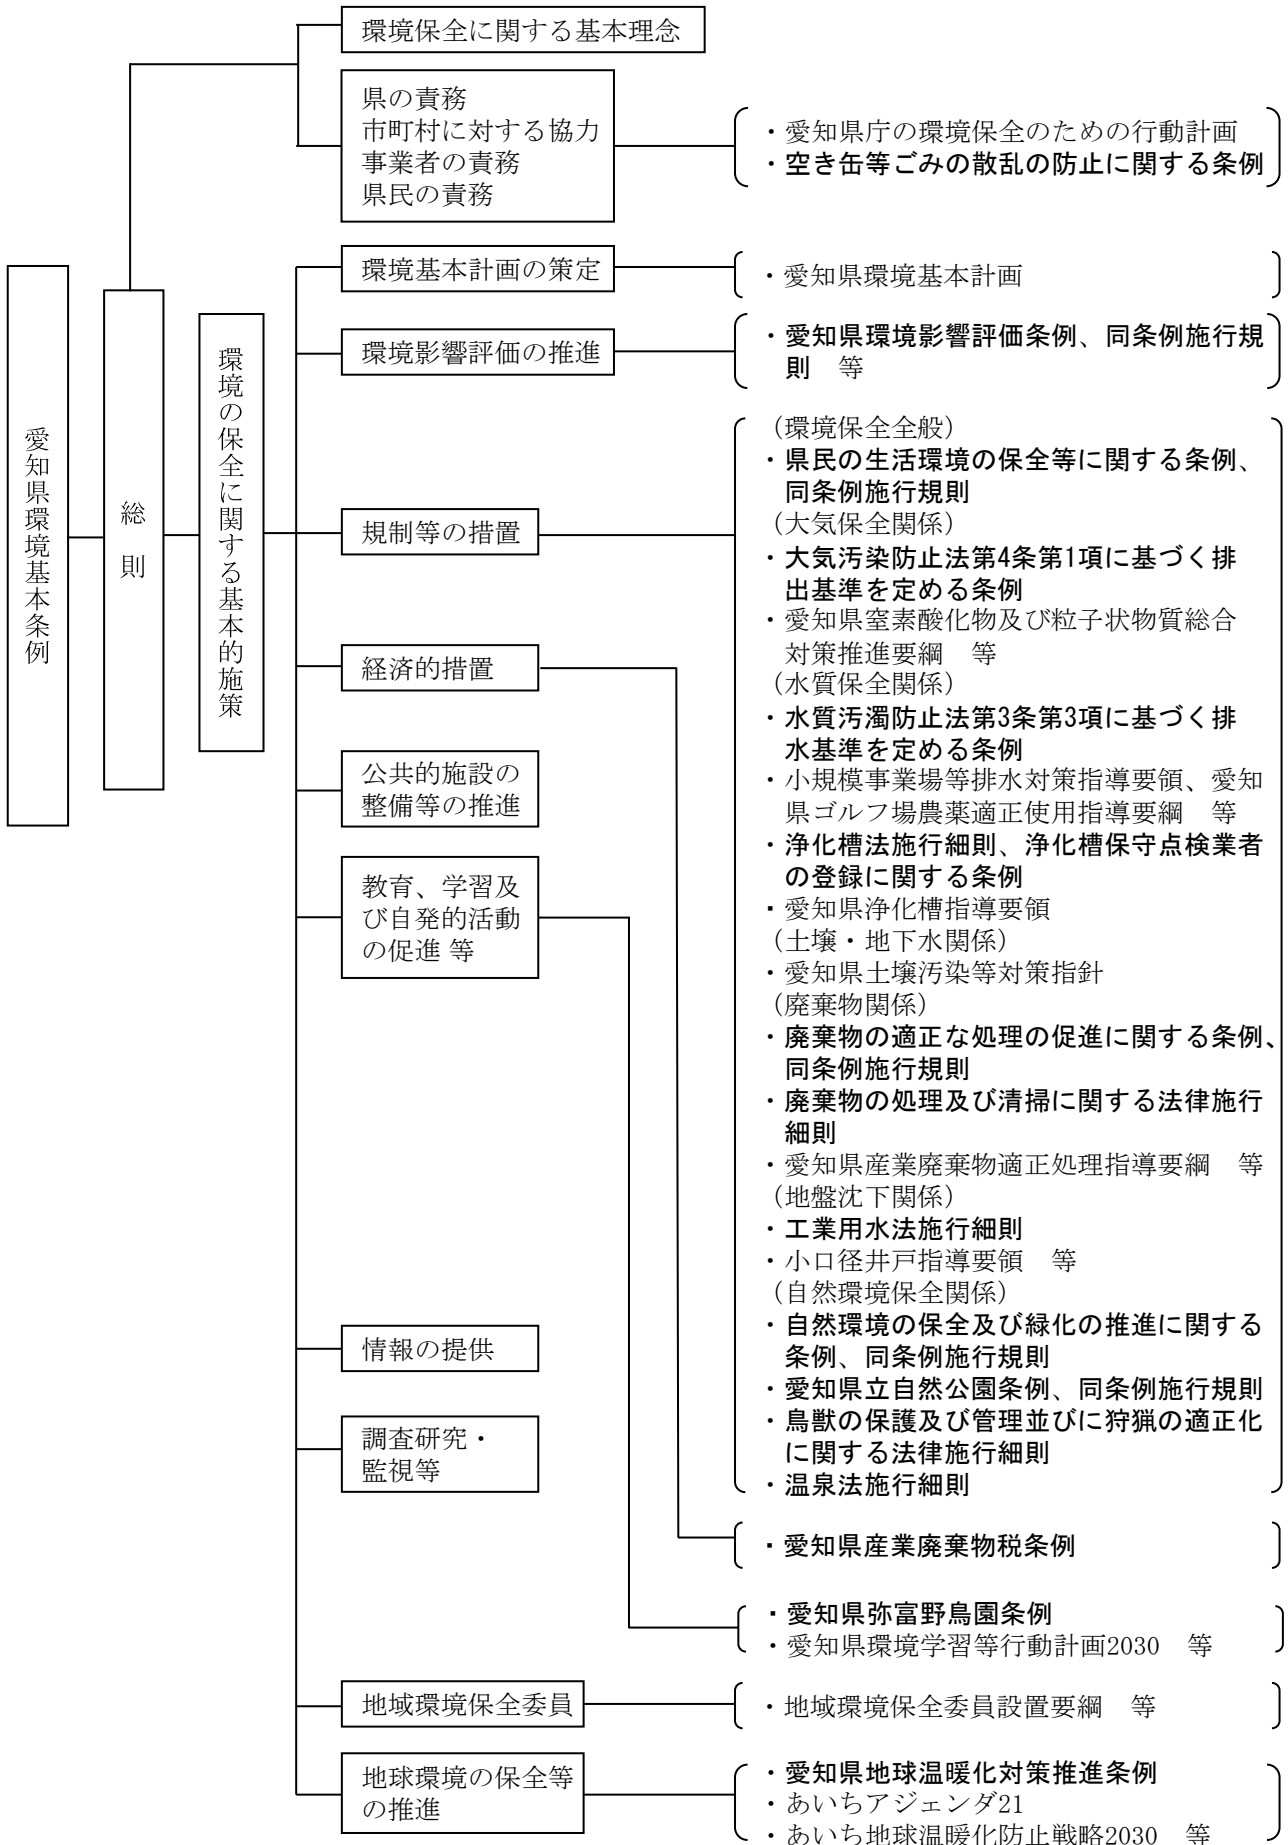 環境保全に関する基本理念
県の責務
市町村に対する協力
事業者の責務
県民の責務
・愛知県庁の環境保全のための行動計画
・空き缶等ごみの散乱の防止に関する条例
愛知県環境基本条例
総則
環境の保全に関する基本的施策
環境基本計画の策定
・愛知県環境基本計画
環境影響評価の推進
・愛知県環境影響評価条例、同条例施行規
則　等
規制等の措置
（環境保全全般）
・県民の生活環境の保全等に関する条例、
同条例施行規則
（大気保全関係）
・大気汚染防止法第4条第1項に基づく排
出基準を定める条例
・愛知県窒素酸化物及び粒子状物質総合
対策推進要綱　等
（水質保全関係）
・水質汚濁防止法第3条第3項に基づく排
水基準を定める条例
・小規模事業場等排水対策指導要領、愛知
県ゴルフ場農薬適正使用指導要綱　等
・浄化槽法施行細則、浄化槽保守点検業者
の登録に関する条例
・愛知県浄化槽指導要領
（土壌・地下水関係）
・愛知県土壌汚染等対策指針
（廃棄物関係）
・廃棄物の適正な処理の促進に関する条例、
同条例施行規則
・廃棄物の処理及び清掃に関する法律施行
細則
・愛知県産業廃棄物適正処理指導要綱　等
（地盤沈下関係）
・工業用水法施行細則
・小口径井戸指導要領　等
（自然環境保全関係）
・自然環境の保全及び緑化の推進に関する
条例、同条例施行規則
・愛知県立自然公園条例、同条例施行規則
・鳥獣の保護及び管理並びに狩猟の適正化
に関する法律施行細則
・温泉法施行細則
経済的措置
・愛知県産業廃棄物税条例
公共的施設の
整備等の推進
教育、学習及
び自発的活動
の促進 等
・愛知県弥富野鳥園条例
・愛知県環境学習等行動計画2030　等
情報の提供
調査研究・
監視等
地域環境保全委員
・地域環境保全委員設置要綱　等
地球環境の保全等
の推進
・愛知県地球温暖化対策推進条例
・あいちアジェンダ21
・あいち地球温暖化防止戦略2030　等